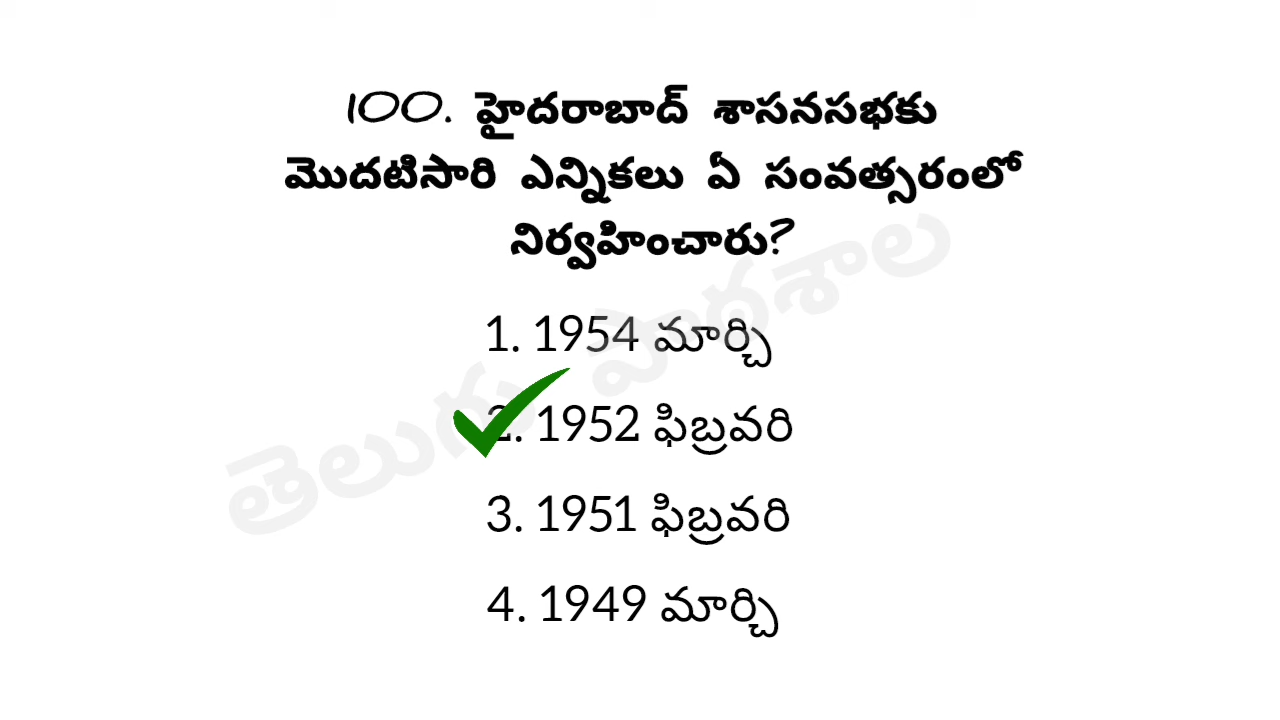 100. హైదరాబాద్ శాసనసభకు
మొదటిసారి ఎన్నికలు ఏ సంవత్సరంలో
నిర్వహించారు?
1. 1954 మార్చి
2. 1952 ఫిబ్రవరి
3. 1951 ఫిబ్రవరి
4. 1949 మార్చి
తెలుగు పాఠశాల